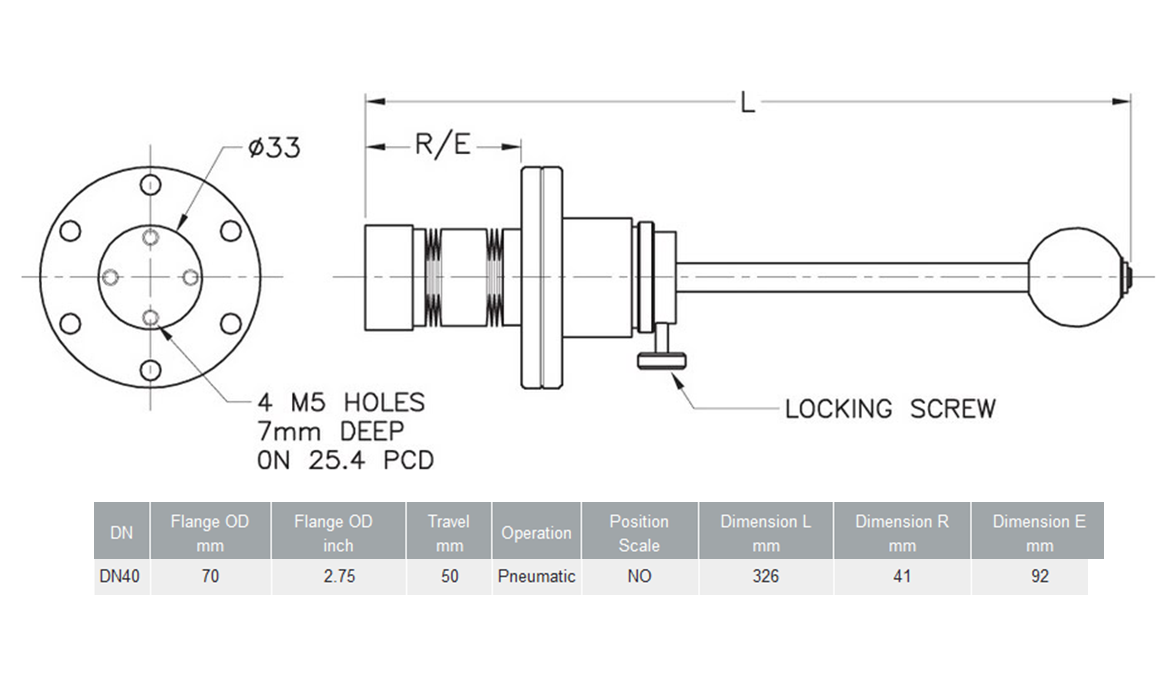 L
R/E
ø33
4 M5 HOLES
7mm DEEP
ON 25.4 PCD
LOCKING SCREW
DN Flange OD mm Flange OD inch Travel mm Operation Position Scale Dimension L mm Dimension R mm Dimension E mm
DN40 70 2.75 50 Pneumatic NO 326 41 92